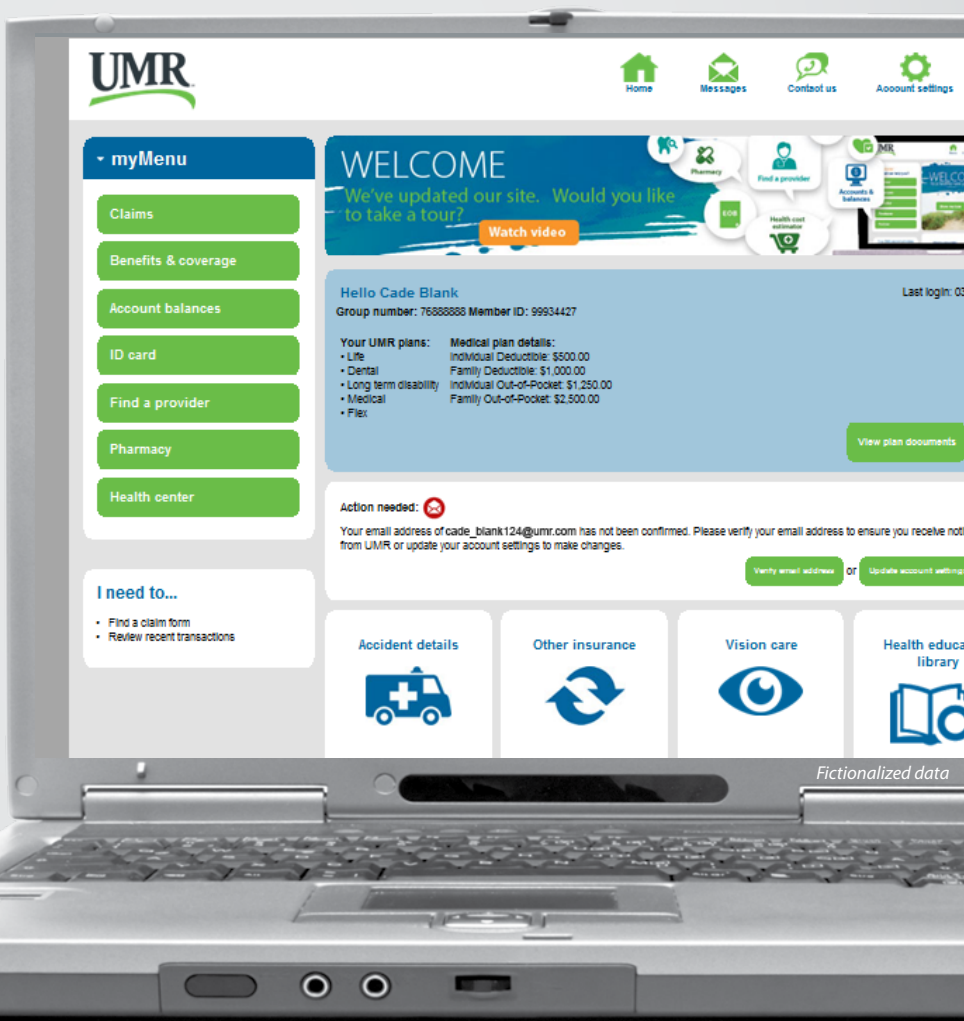 UMR
Home
Messages
Contact us
Account settings
myMenu
Claims
Benefits & coverage
Account balances
ID card
Find a provider
Pharmacy
Health center
I need to...
• Find a claim form
• Review recent transactions
WELCOME
We've updated our site. Would you like
to take a tour?
Watch video
Pharmacy
Find a provider
Accounts &
balances
EOB
Health cost
estimator
Hello Cade Blank
Last login: 03
Group number: 76888888 Member ID: 99934427
Your UMR plans:
• Life
• Dental
• Long term disability
• Medical
• Flex
Medical plan details:
Individual Deductible: $500.00
Family Deductible: $1,000.00
Individual Out-of-Pocket: $1,250.00
Family Out-of-Pocket: $2,500.00
View plan documents
Action needed:
Your email address of cade_blank124@umr.com has not been confirmed. Please verify your email address to ensure you receive noti
from UMR or update your account settings to make changes.
Verify email address or Update account settings
Accident details
Other insurance
Vision care
Health educa
library
Fictionalized data